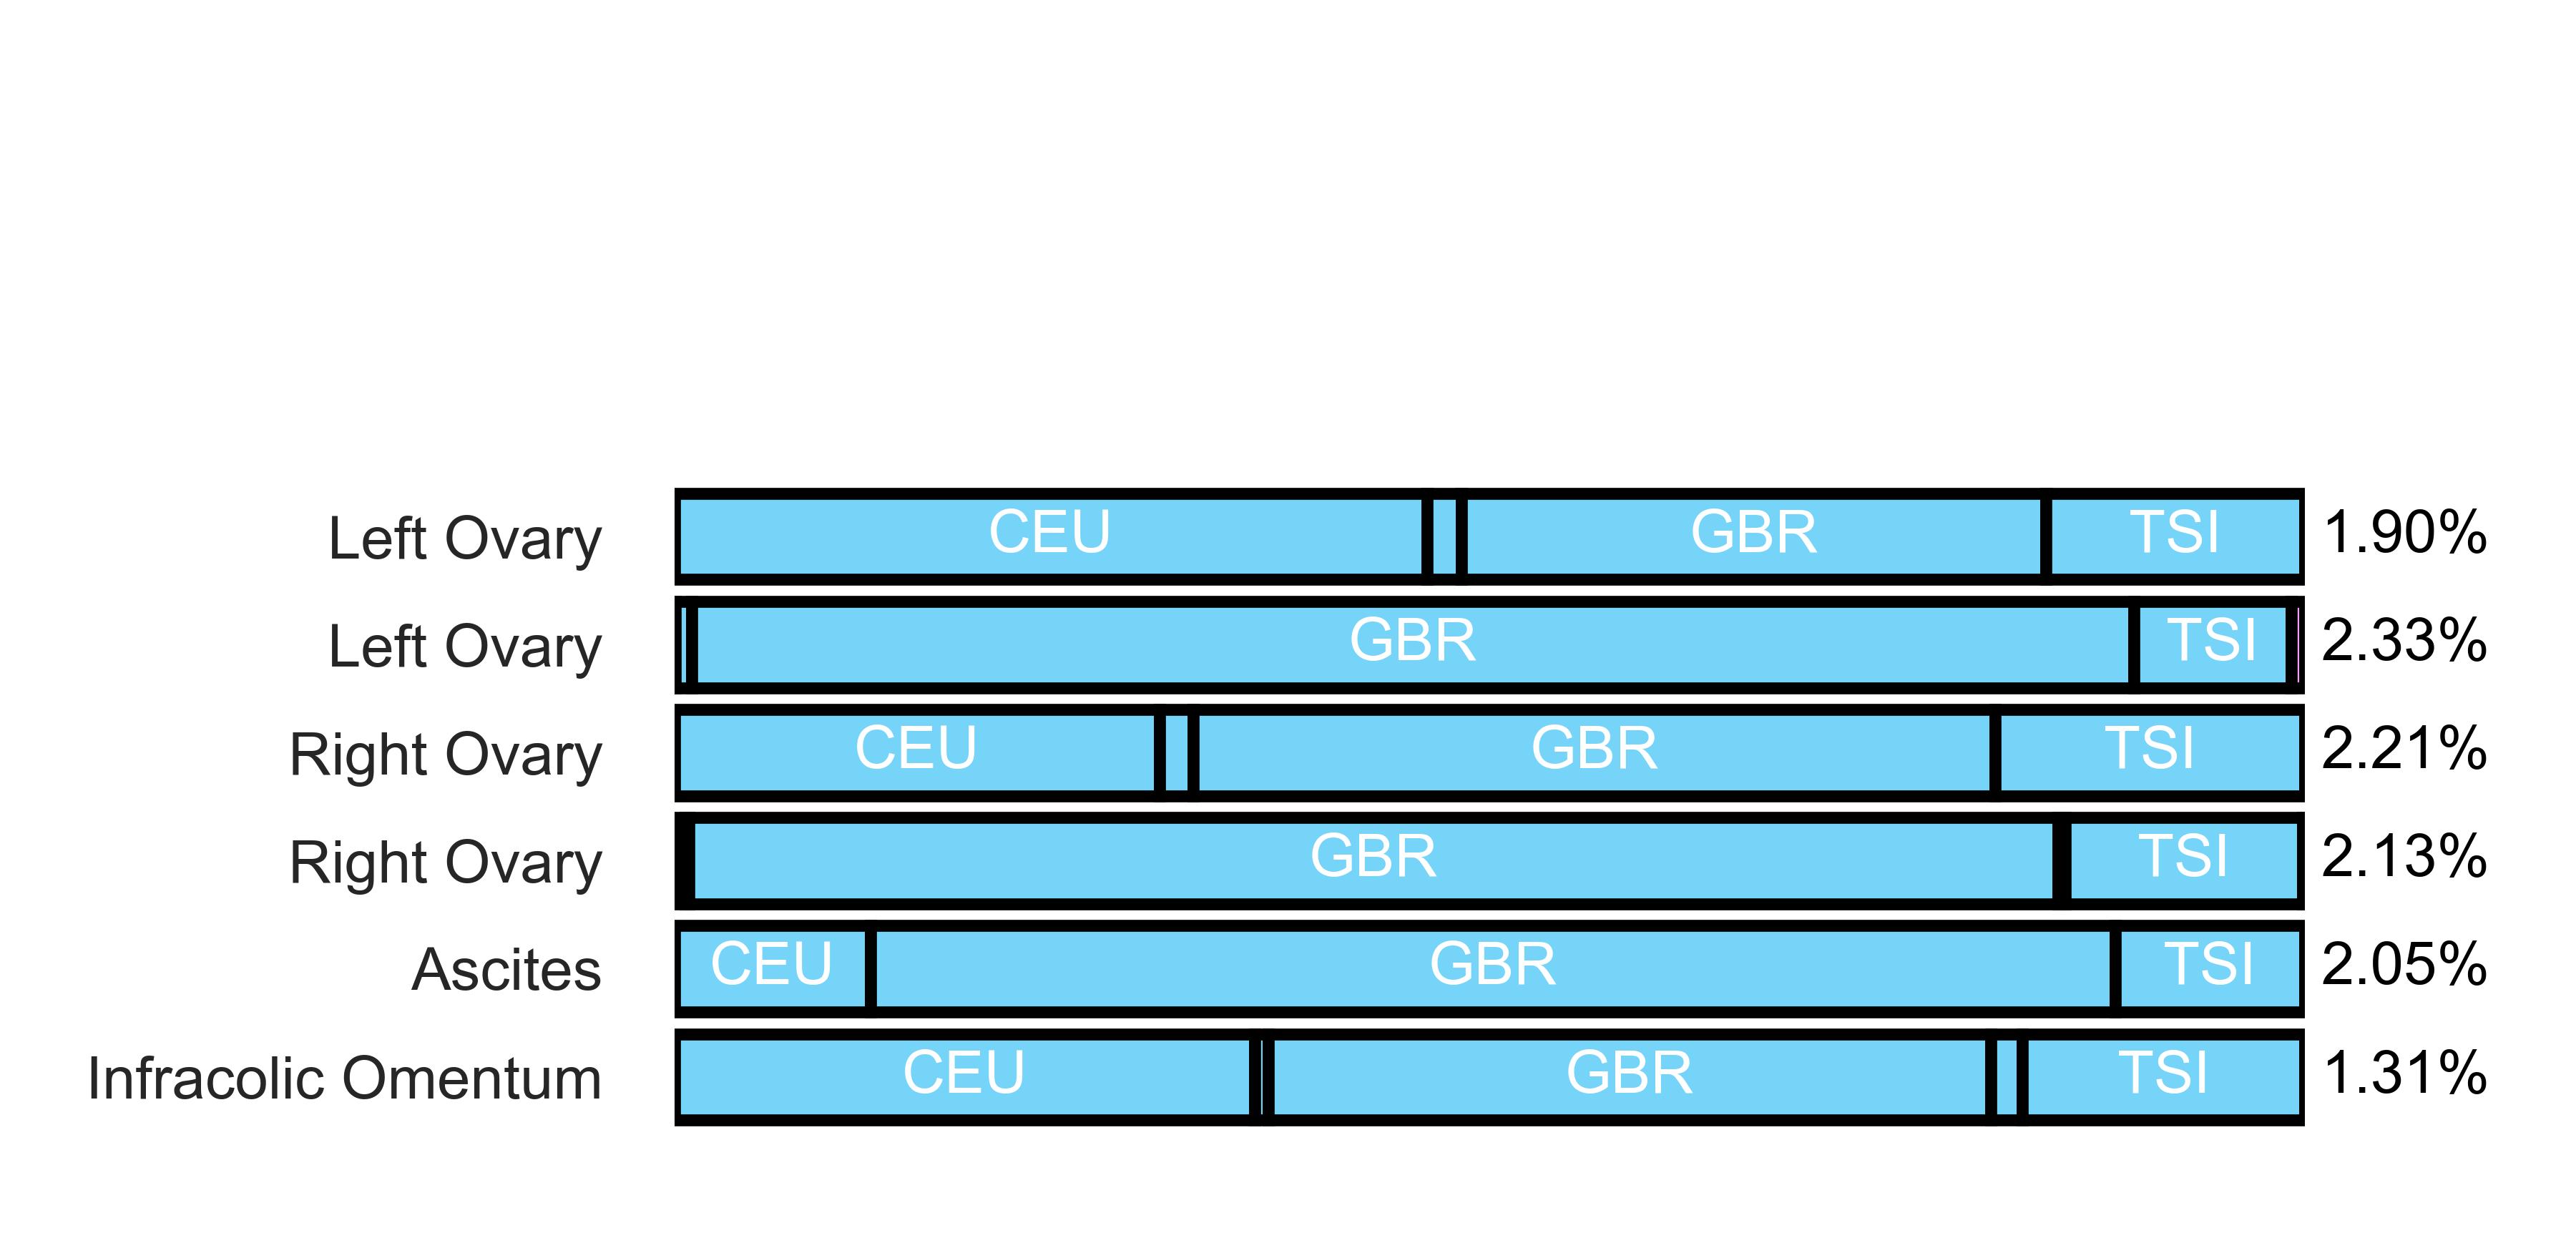 Left Ovary CEU GBR TSI 1.90%
Left Ovary GBR TSI 2.33%
Right Ovary CEU GBR TSI 2.21%
Right Ovary GBR TSI 2.13%
Ascites CEU GBR TSI 2.05%
Infracolic Omentum CEU GBR TSI 1.31%